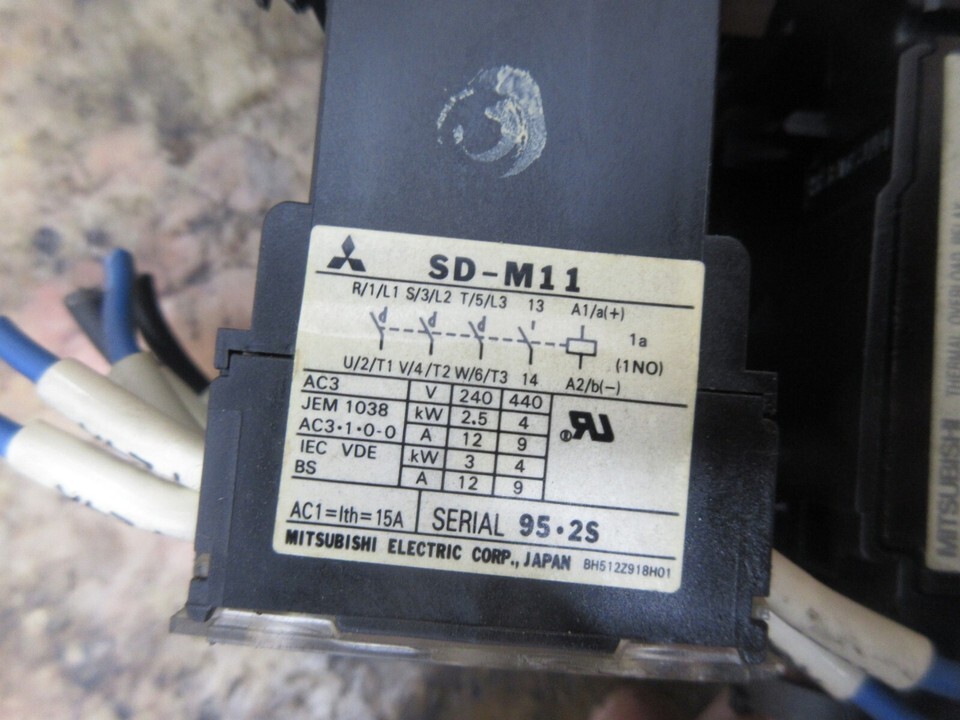 SD-M11
R/1/L1 S/3/L2 T/5/L3 13 A1/a(+)
1a
(1NO)
U/2/T1 V/4/T2 W/6/T3 14 A2/b(−)
AC3 V 240 440
JEM 1038 kW 2.5 4
AC3·1·0-0 A 12 9
IEC VDE kW 3 4
BS A 12 9
AC1=Ith=15A SERIAL 95·2S
MITSUBISHI ELECTRIC CORP., JAPAN BH512Z918H01
MITSUBISHI THERMAL OVERLOAD RELAY